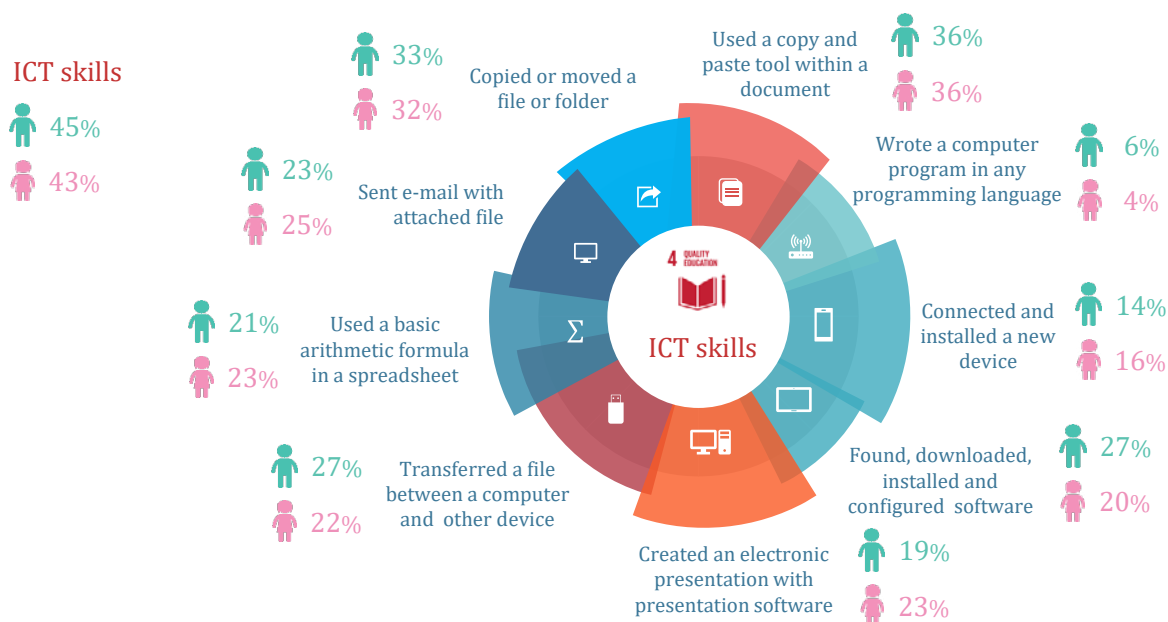 ICT skills
45%
43%
33%
32%
Copied or moved a
file or folder
Used a copy and
paste tool within a
document
36%
36%
Wrote a computer
program in any
programming language
6%
4%
23%
25%
Sent e-mail with
attached file
4 QUALITY
EDUCATION
ICT skills
Connected and
installed a new
device
14%
16%
21%
23%
Used a basic
arithmetic formula
in a spreadsheet
Σ
27%
22%
Transferred a file
between a computer
and other device
Found, downloaded,
installed and
configured software
27%
20%
Created an electronic
presentation with
presentation software
19%
23%